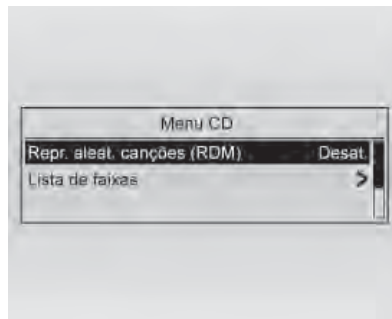 Menu CD
Repr. aleat. canções (RDM) Desat.
Lista de faixas